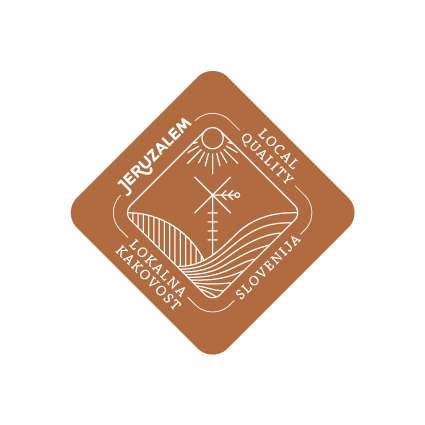 JERUZALEM
LOCAL
QUALITY
LOKALNA
KAKOVOST
SLOVENIJA